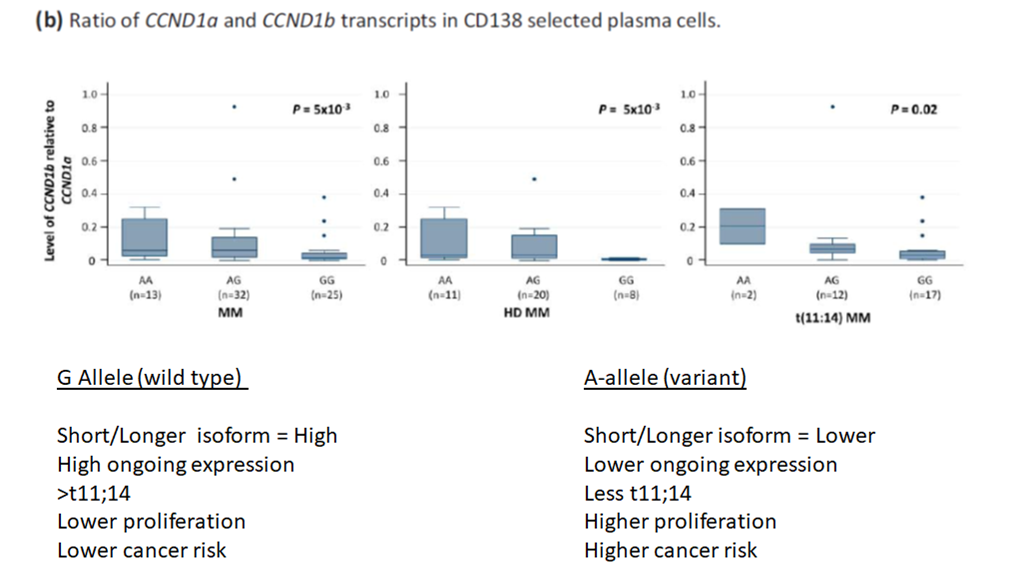 (b) Ratio of CCND1a and CCND1b transcripts in CD138 selected plasma cells.
Level of CCND1b relative to
CCND1a
1.0
0.8
0.6
0.4
0.2
0
P = 5x10-3
AA
(n=13)
AG
(n=32)
GG
(n=25)
MM
1.0
0.8
0.6
0.4
0.2
0
P = 5x10-3
AA
(n=11)
AG
(n=20)
GG
(n=8)
HD MM
1.0
0.8
0.6
0.4
0.2
0
P = 0.02
AA
(n=2)
AG
(n=12)
GG
(n=17)
t(11:14) MM
G Allele (wild type)
Short/Longer isoform = High
High ongoing expression
>t11;14
Lower proliferation
Lower cancer risk
A-allele (variant)
Short/Longer isoform = Lower
Lower ongoing expression
Less t11;14
Higher proliferation
Higher cancer risk